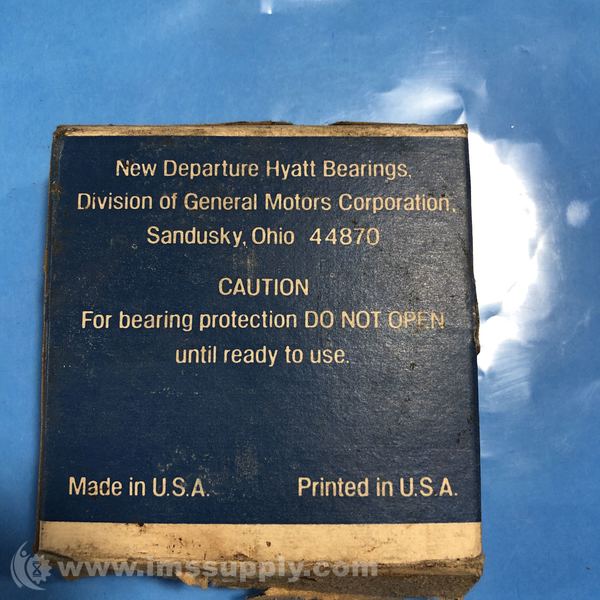 New Departure Hyatt Bearings,
Division of General Motors Corporation,
Sandusky, Ohio 44870
CAUTION
For bearing protection DO NOT OPEN
until ready to use.
Made in U.S.A. Printed in U.S.A.
www.imssupply.com